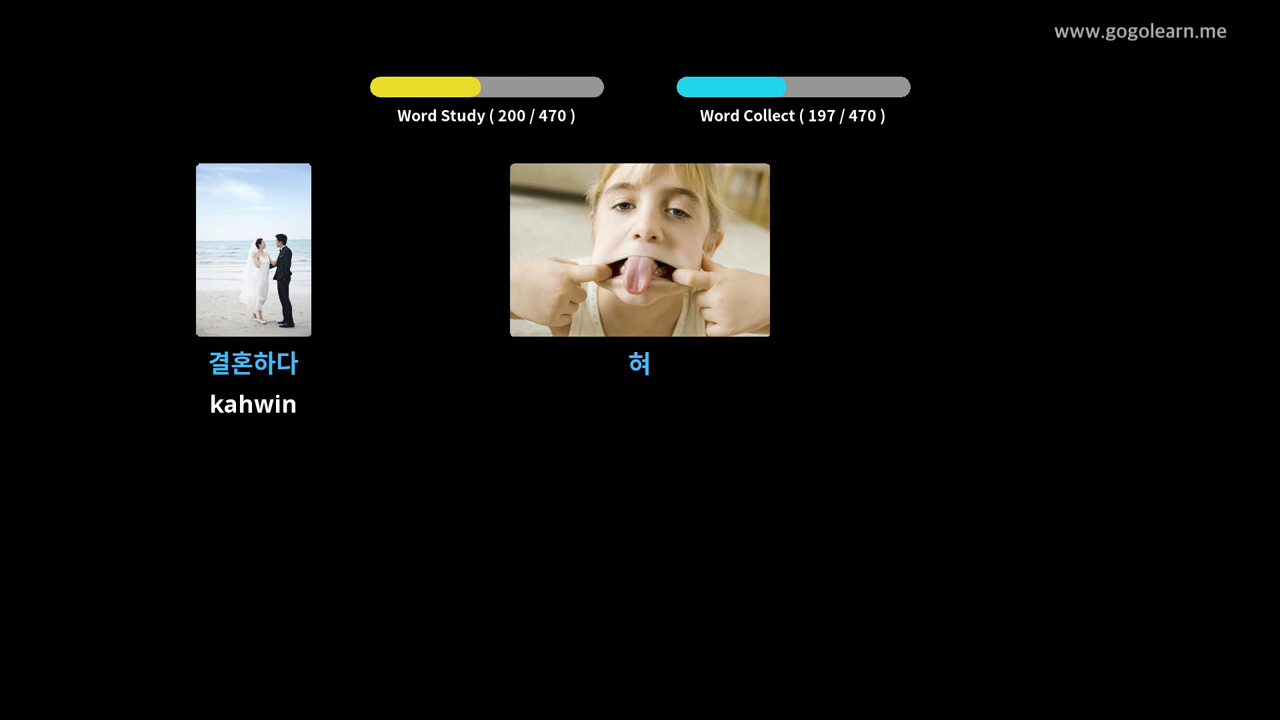 www.gogolearn.me
Word Study ( 200 / 470 )
Word Collect ( 197 / 470 )
결혼하다
혀
kahwin